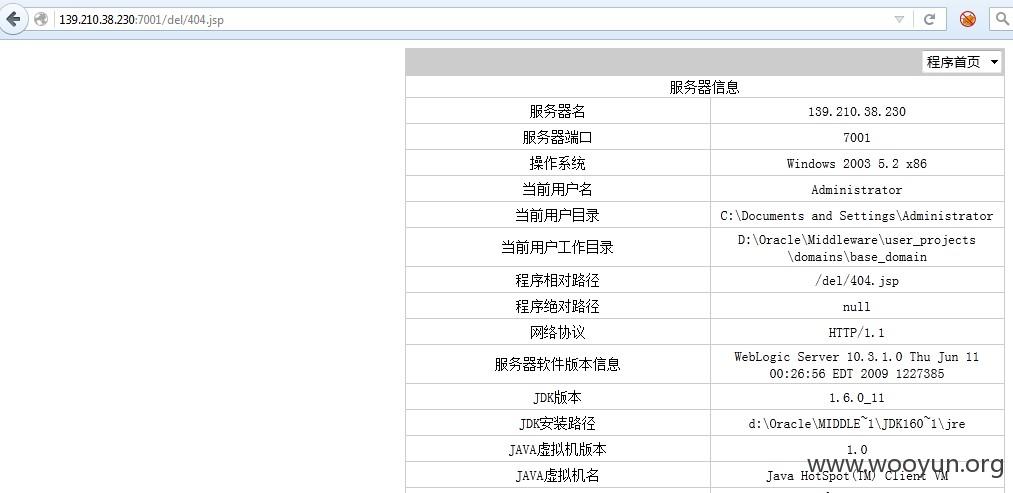 139.210.38.230:7001/del/404.jsp
程序首页
服务器信息
服务器名 139.210.38.230
服务器端口 7001
操作系统 Windows 2003 5.2 x86
当前用户名 Administrator
当前用户目录 C:\Documents and Settings\Administrator
当前用户工作目录 D:\Oracle\Middleware\user_projects
\domains\base_domain
程序相对路径 /del/404.jsp
程序绝对路径 null
网络协议 HTTP/1.1
服务器软件版本信息 WebLogic Server 10.3.1.0 Thu Jun 11
00:26:56 EDT 2009 1227385
JDK版本 1.6.0_11
JDK安装路径 d:\Oracle\MIDDLE~1\JDK160~1\jre
JAVA虚拟机版本 1.0
JAVA虚拟机名 Java HotSpot(TM) Client VM
www.wooyun.org